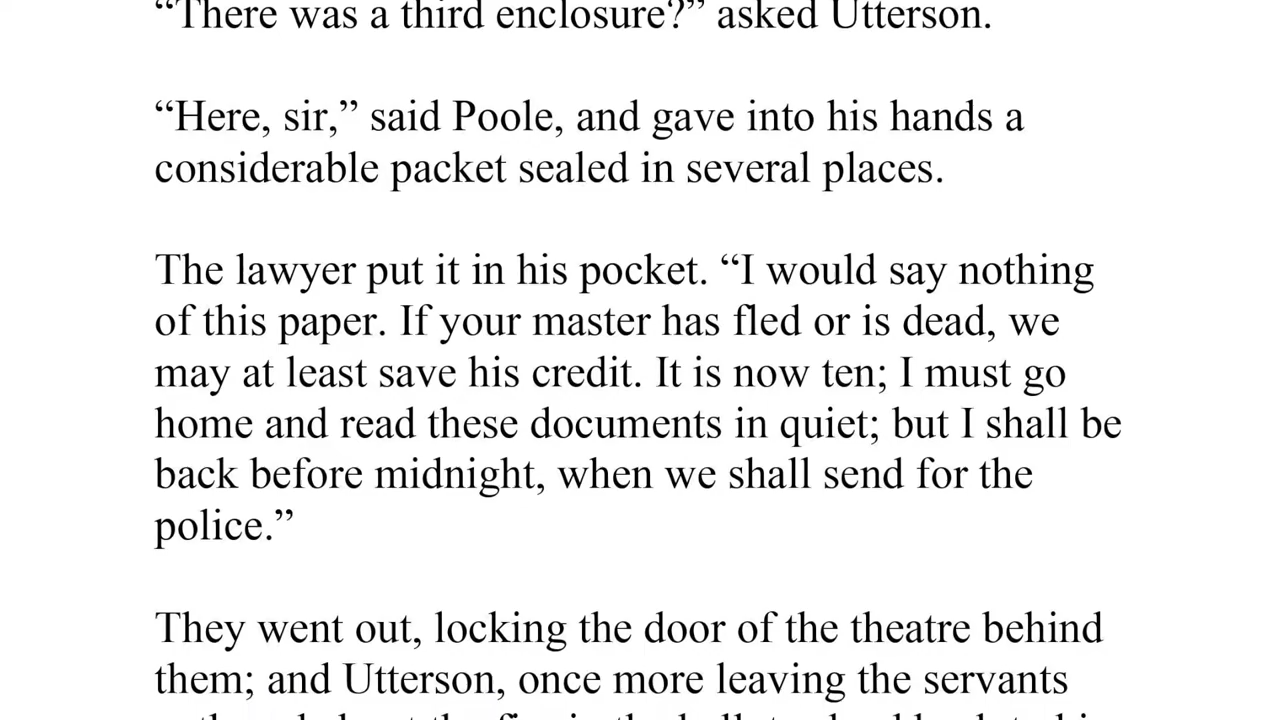 “There was a third enclosure?” asked Utterson.
“Here, sir,” said Poole, and gave into his hands a
considerable packet sealed in several places.
The lawyer put it in his pocket. “I would say nothing
of this paper. If your master has fled or is dead, we
may at least save his credit. It is now ten; I must go
home and read these documents in quiet; but I shall be
back before midnight, when we shall send for the
police.”
They went out, locking the door of the theatre behind
them; and Utterson, once more leaving the servants